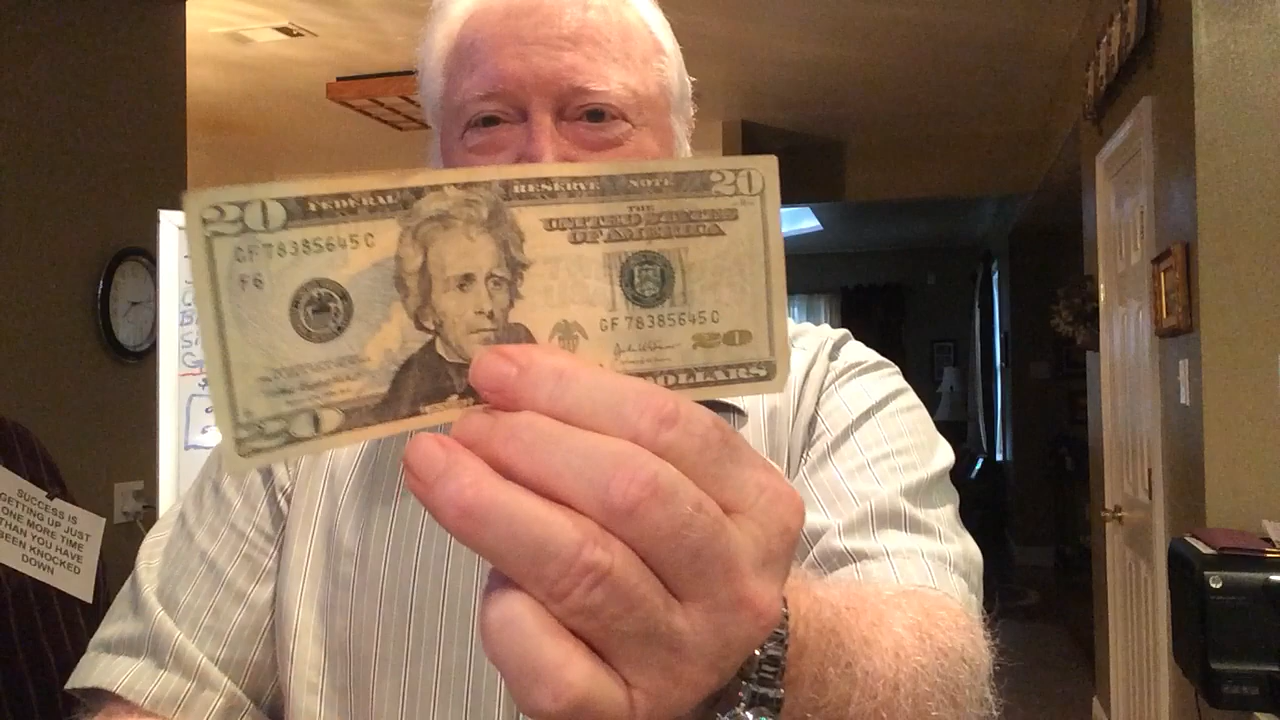 FEDERAL RESERVE NOTE
20
20
THE
UNITED STATES
OF AMERICA
GF 78385645 C
F6
GF 78385645 C
20
DOLLARS
20
SUCCESS IS
GETTING UP JUST
ONE MORE TIME
THAN YOU HAVE
BEEN KNOCKED
DOWN